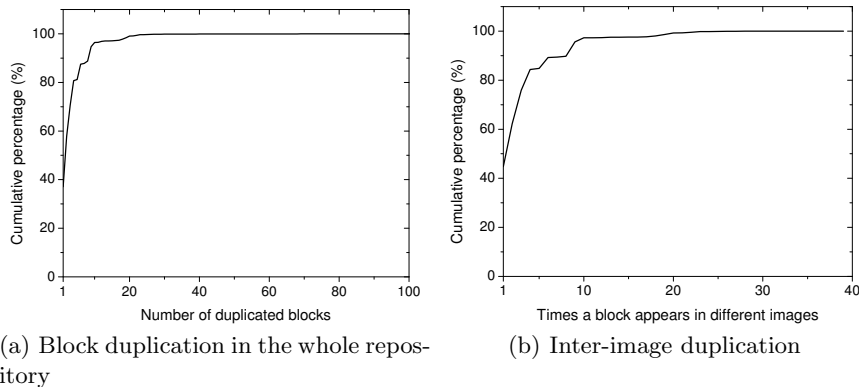 100
80
60
40
20
0
Cumulative percentage (%)
1 20 40 60 80 100
Number of duplicated blocks
(a) Block duplication in the whole repos-
itory
100
80
60
40
20
0
Cumulative percentage (%)
1 10 20 30 40
Times a block appears in different images
(b) Inter-image duplication